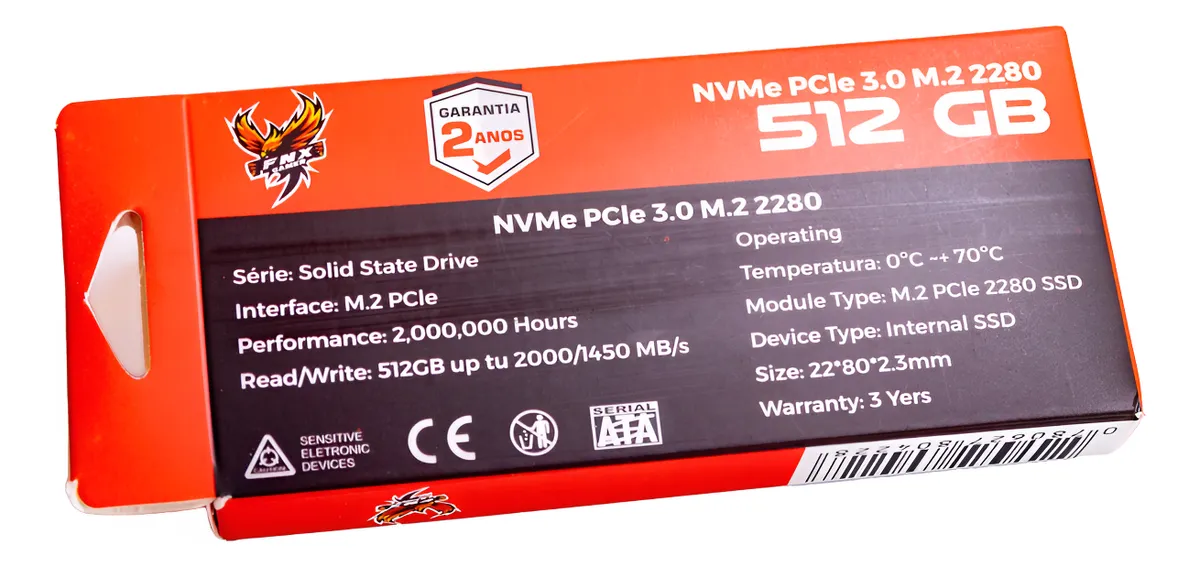 FNX
GAMER
GARANTIA
2 ANOS
NVMe PCIe 3.0 M.2 2280
512 GB
NVMe PCIe 3.0 M.2 2280
Série: Solid State Drive
Interface: M.2 PCIe
Performance: 2,000,000 Hours
Read/Write: 512GB up tu 2000/1450 MB/s
Operating
Temperatura: 0°C ~+ 70°C
Module Type: M.2 PCIe 2280 SSD
Device Type: Internal SSD
Size: 22*80*2.3mm
Warranty: 3 Yers
CAUTION
SENSITIVE
ELETRONIC
DEVICES
CE
SERIAL
ATA